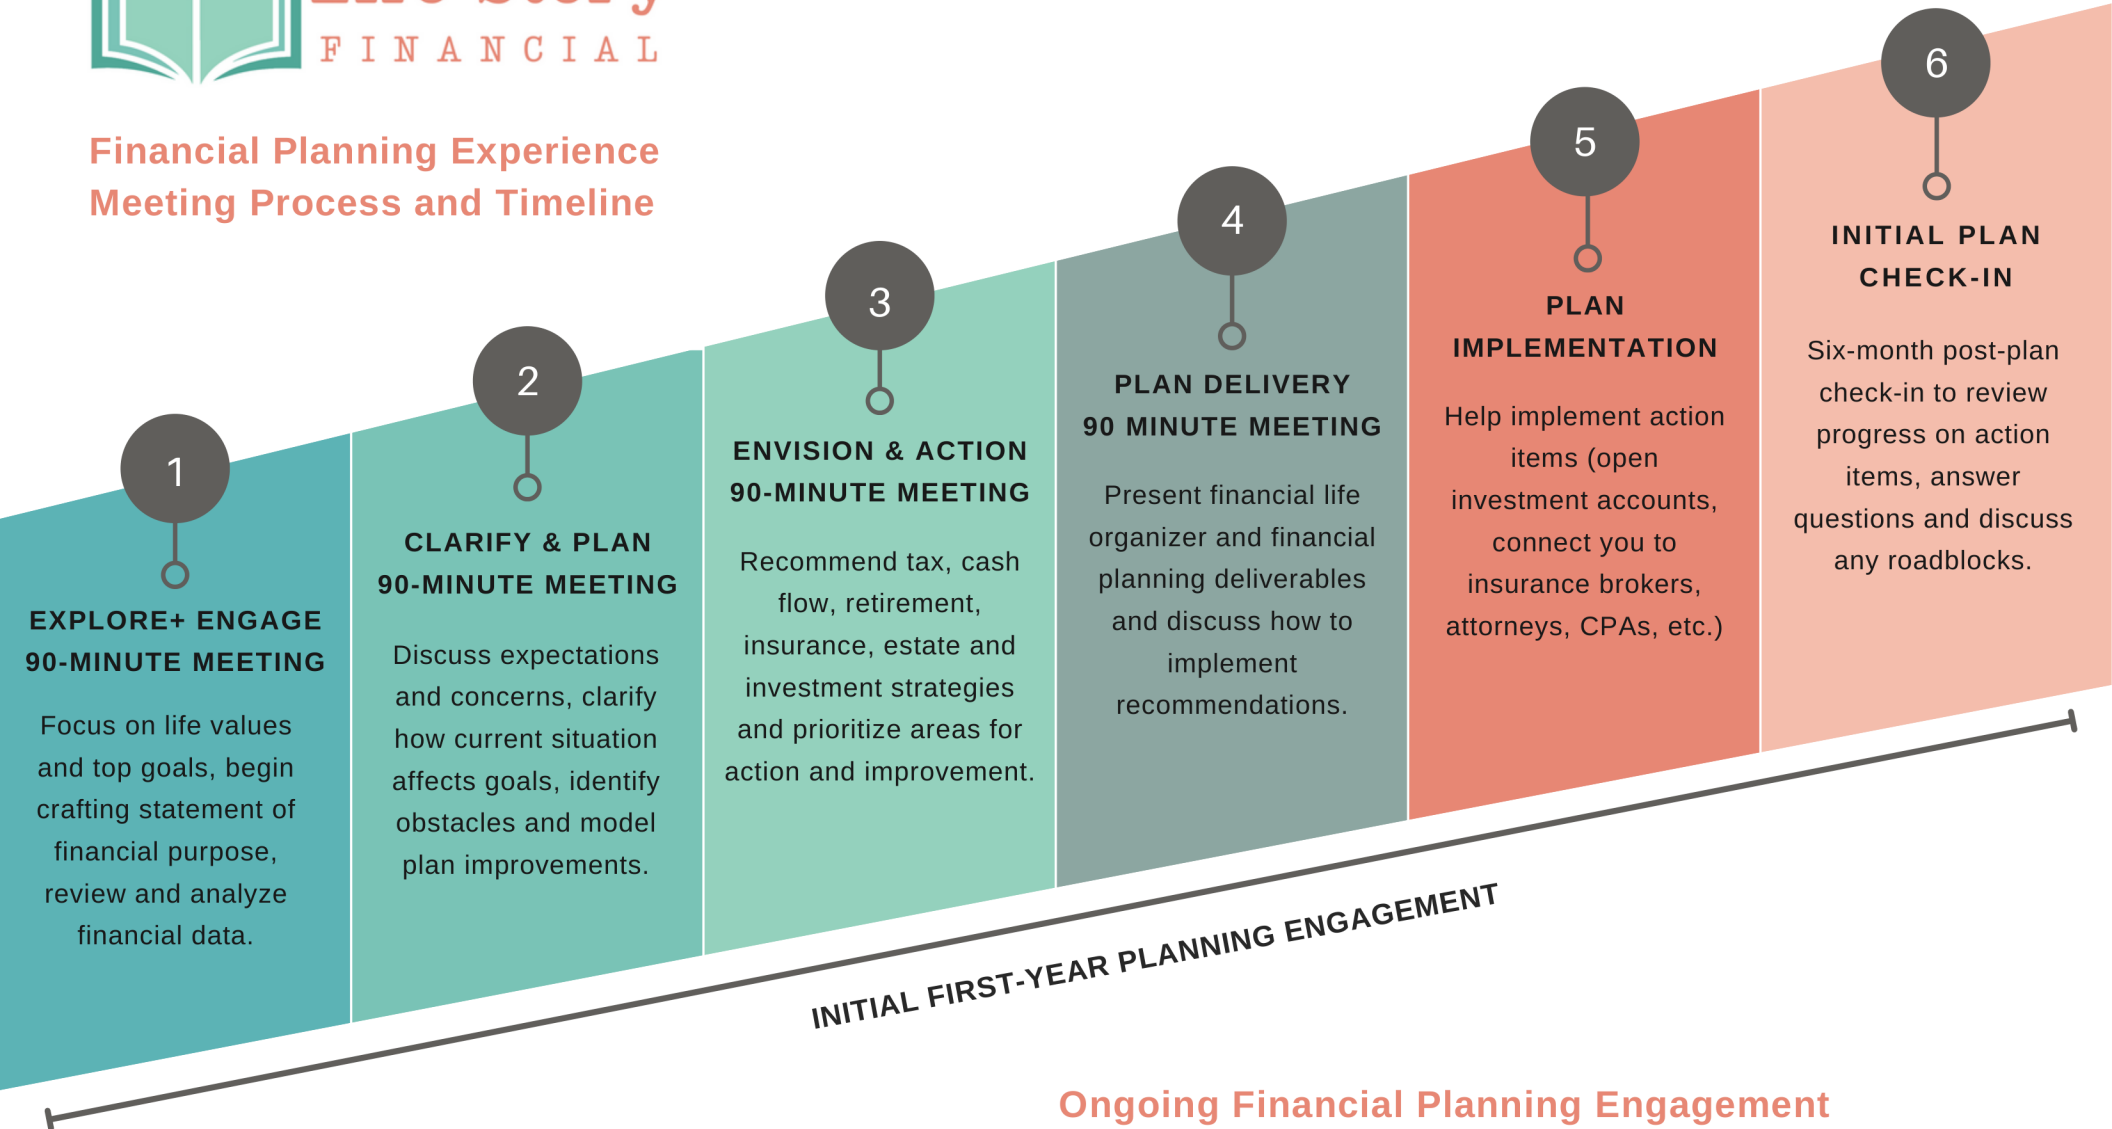 FINANCIAL
Financial Planning Experience
Meeting Process and Timeline
1
EXPLORE+ ENGAGE
90-MINUTE MEETING
Focus on life values
and top goals, begin
crafting statement of
financial purpose,
review and analyze
financial data.
2
CLARIFY & PLAN
90-MINUTE MEETING
Discuss expectations
and concerns, clarify
how current situation
affects goals, identify
obstacles and model
plan improvements.
3
ENVISION & ACTION
90-MINUTE MEETING
Recommend tax, cash
flow, retirement,
insurance, estate and
investment strategies
and prioritize areas for
action and improvement.
4
PLAN DELIVERY
90 MINUTE MEETING
Present financial life
organizer and financial
planning deliverables
and discuss how to
implement
recommendations.
5
PLAN
IMPLEMENTATION
Help implement action
items (open
investment accounts,
connect you to
insurance brokers,
attorneys, CPAs, etc.)
6
INITIAL PLAN
CHECK-IN
Six-month post-plan
check-in to review
progress on action
items, answer
questions and discuss
any roadblocks.
INITIAL FIRST-YEAR PLANNING ENGAGEMENT
Ongoing Financial Planning Engagement